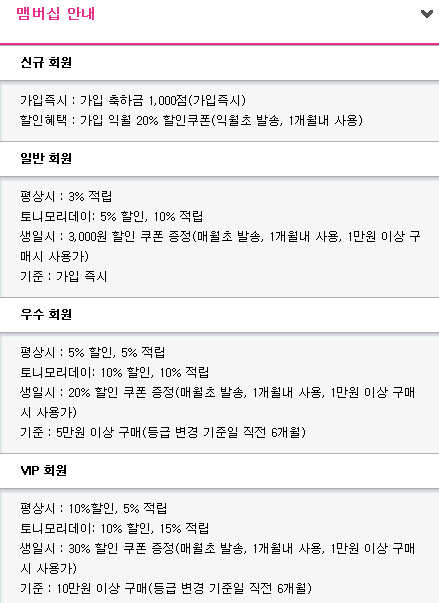 맴버십 안내
신규 회원
가입즉시 : 가입 축하금 1,000점(가입즉시)
할인혜택 : 가입 익월 20% 할인쿠폰(익월초 발송, 1개월내 사용)
일반 회원
평상시 : 3% 적립
토니모리데이: 5% 할인, 10% 적립
생일시 : 3,000원 할인 쿠폰 증정(매월초 발송, 1개월내 사용, 1만원 이상 구
매시 사용가)
기준 : 가입 즉시
우수 회원
평상시 : 5% 할인, 5% 적립
토니모리데이: 10% 할인, 10% 적립
생일시 : 20% 할인 쿠폰 증정(매월초 발송, 1개월내 사용, 1만원 이상 구매
시 사용가)
기준 : 5만원 이상 구매(등급 변경 기준일 직전 6개월)
VIP 회원
평상시 : 10%할인, 5% 적립
토니모리데이: 10% 할인, 15% 적립
생일시 : 30% 할인 쿠폰 증정(매월초 발송, 1개월내 사용, 1만원 이상 구매
시 사용가)
기준 : 10만원 이상 구매(등급 변경 기준일 직전 6개월)